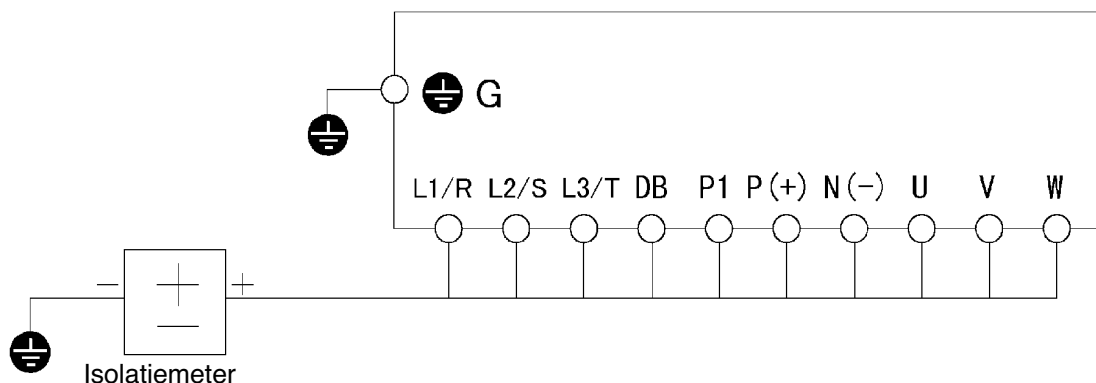 G
L1/R L2/S L3/T DB P1 P(+) N(-) U V W
− + − +
Isolatiemeter